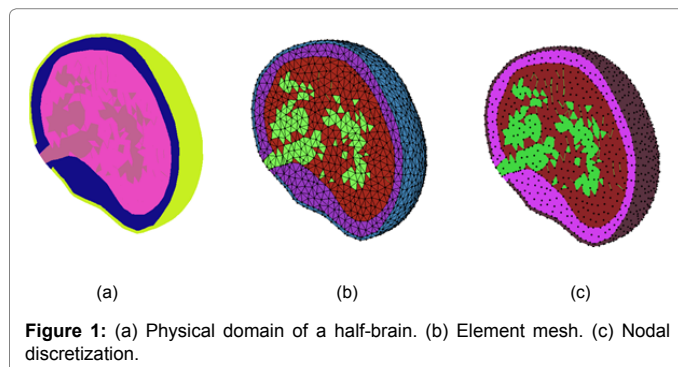 (a)
(b)
(c)
Figure 1: (a) Physical domain of a half-brain. (b) Element mesh. (c) Nodal
discretization.